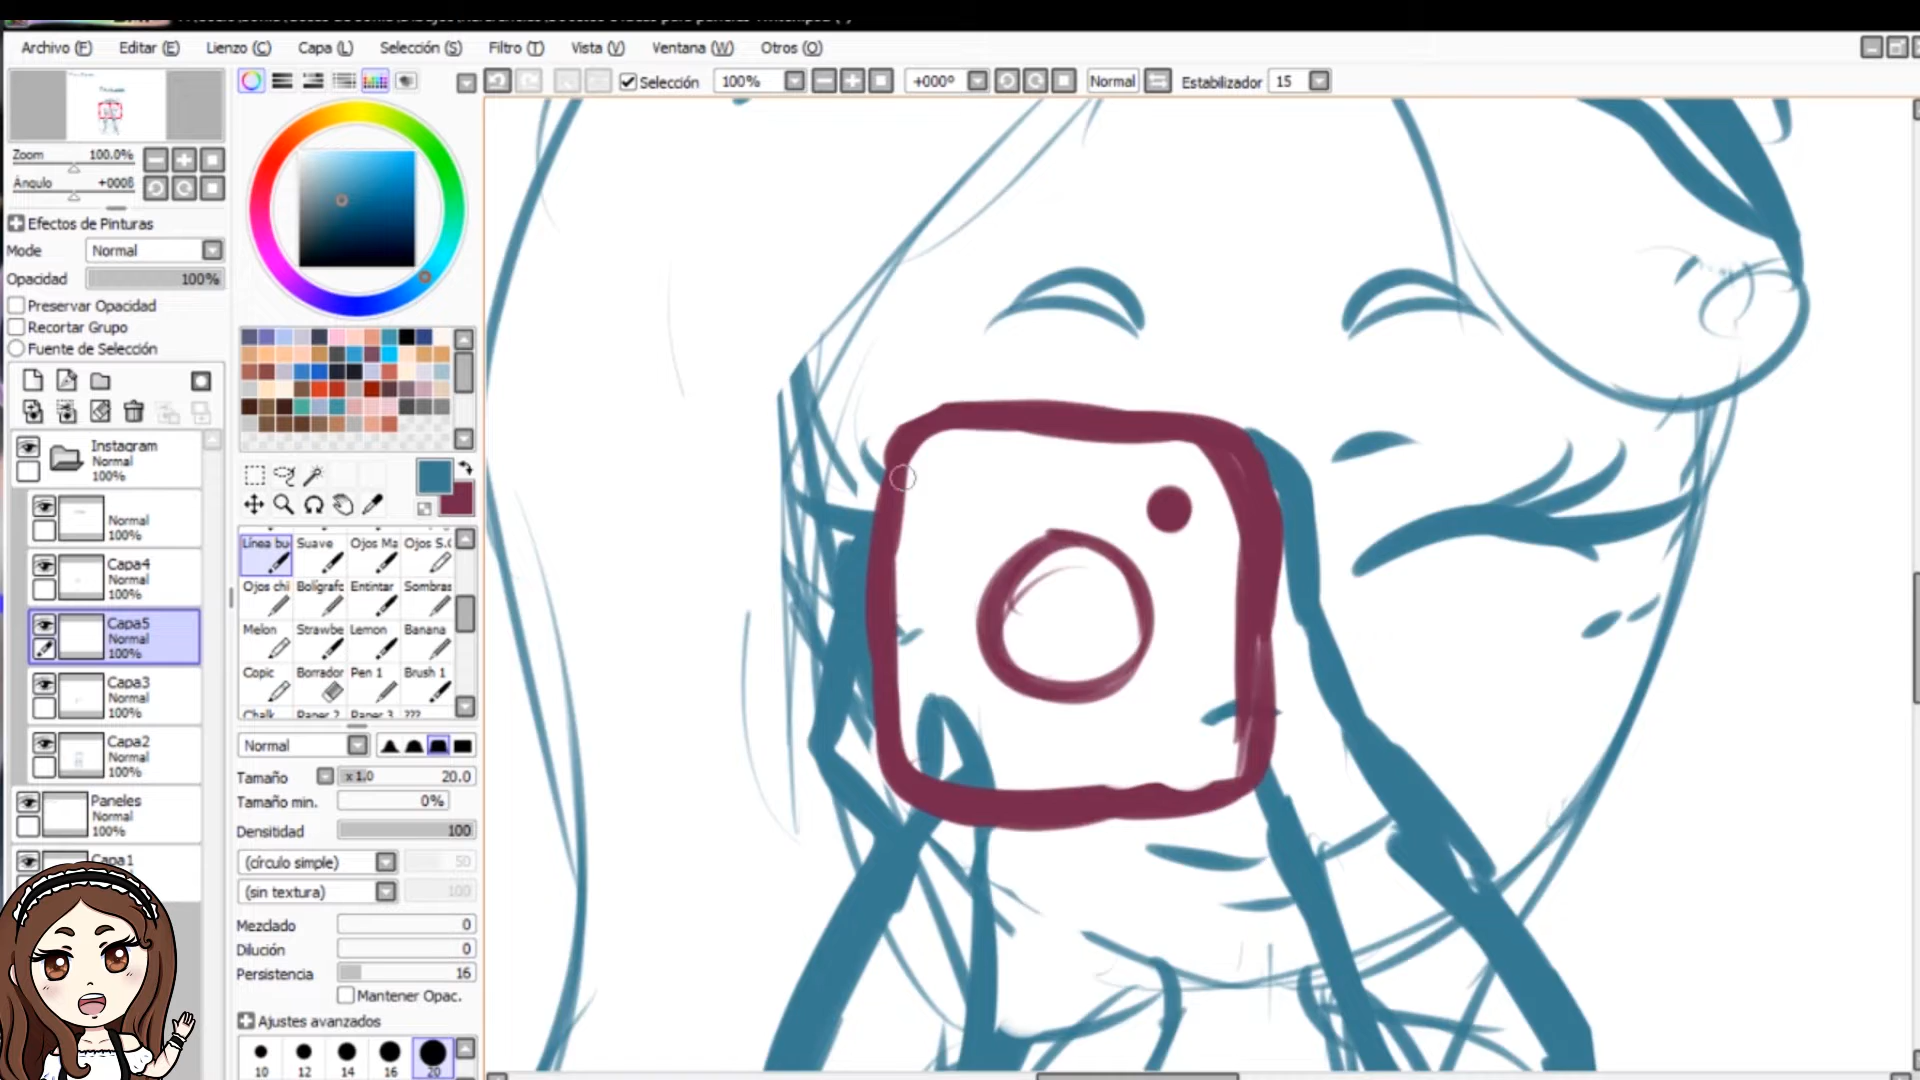 Archivo (F) Editar (E) Lienzo (C) Capa (L) Selección (S) Filtro (T) Vista (V) Ventana (W) Otros (O)
Selección 100% +000º Normal Estabilizador 15
Zoom 100.0%
Ángulo
Efectos de Pinturas
Mode Normal
Opacidad 100%
Preservar Opacidad
Recortar Grupo
Fuente de Selección
Instagram
Normal
100%
Normal
100%
Capa4
Normal
100%
Capa5
Normal
100%
Capa3
Normal
100%
Capa2
Normal
100%
Paneles
Normal
100%
Capa1
Línea bu Suave Ojos Ma Ojos S.
Ojos chi Bolígrafo Entintar Sombras
Melon Strawbe Lemon Banana
Copic Borrador Pen 1 Brush 1
Chalk Paper 2 Paper 3 ???
Normal
Tamaño x 1.0 20.0
Tamaño min. 0%
Densitidad 100
(círculo simple) 50
(sin textura) 100
Mezclado 0
Dilución 0
Persistencia 16
Mantener Opac.
Ajustes avanzados
10 12 14 16 20